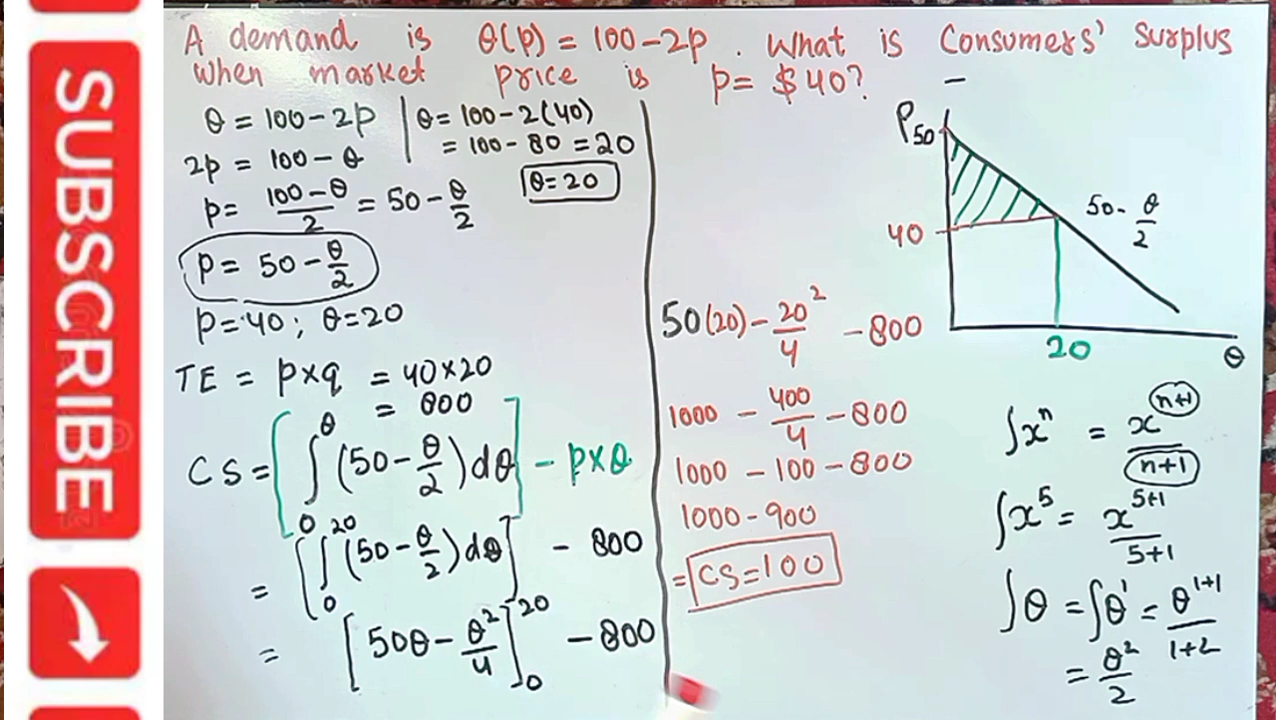 SUBSCRIBE
A demand is θ(p) = 100-2p. What is Consumers' Surplus
when market price is p= $40?
θ = 100-2p
2p = 100-θ
p= (100-θ)/2 = 50-θ/2
p= 50-θ/2
p=40; θ=20
θ= 100-2(40)
= 100-80 =20
θ=20
TE = p×q = 40×20
= 800
CS= [∫₀^θ (50-θ/2)dθ] - p×θ
= [∫₀²⁰ (50-θ/2)dθ] - 800
= [50θ-θ²/4]₀²⁰ - 800
50(20)-20²/4 -800
1000 - 400/4 -800
1000 -100-800
1000-900
= CS=100
P
50
40
50-θ/2
20
θ
∫xⁿ = x^(n+1)/(n+1)
∫x⁵ = x^(5+1)/5+1
∫θ =∫θ¹ = θ^(1+1)/1+2
= θ²/2